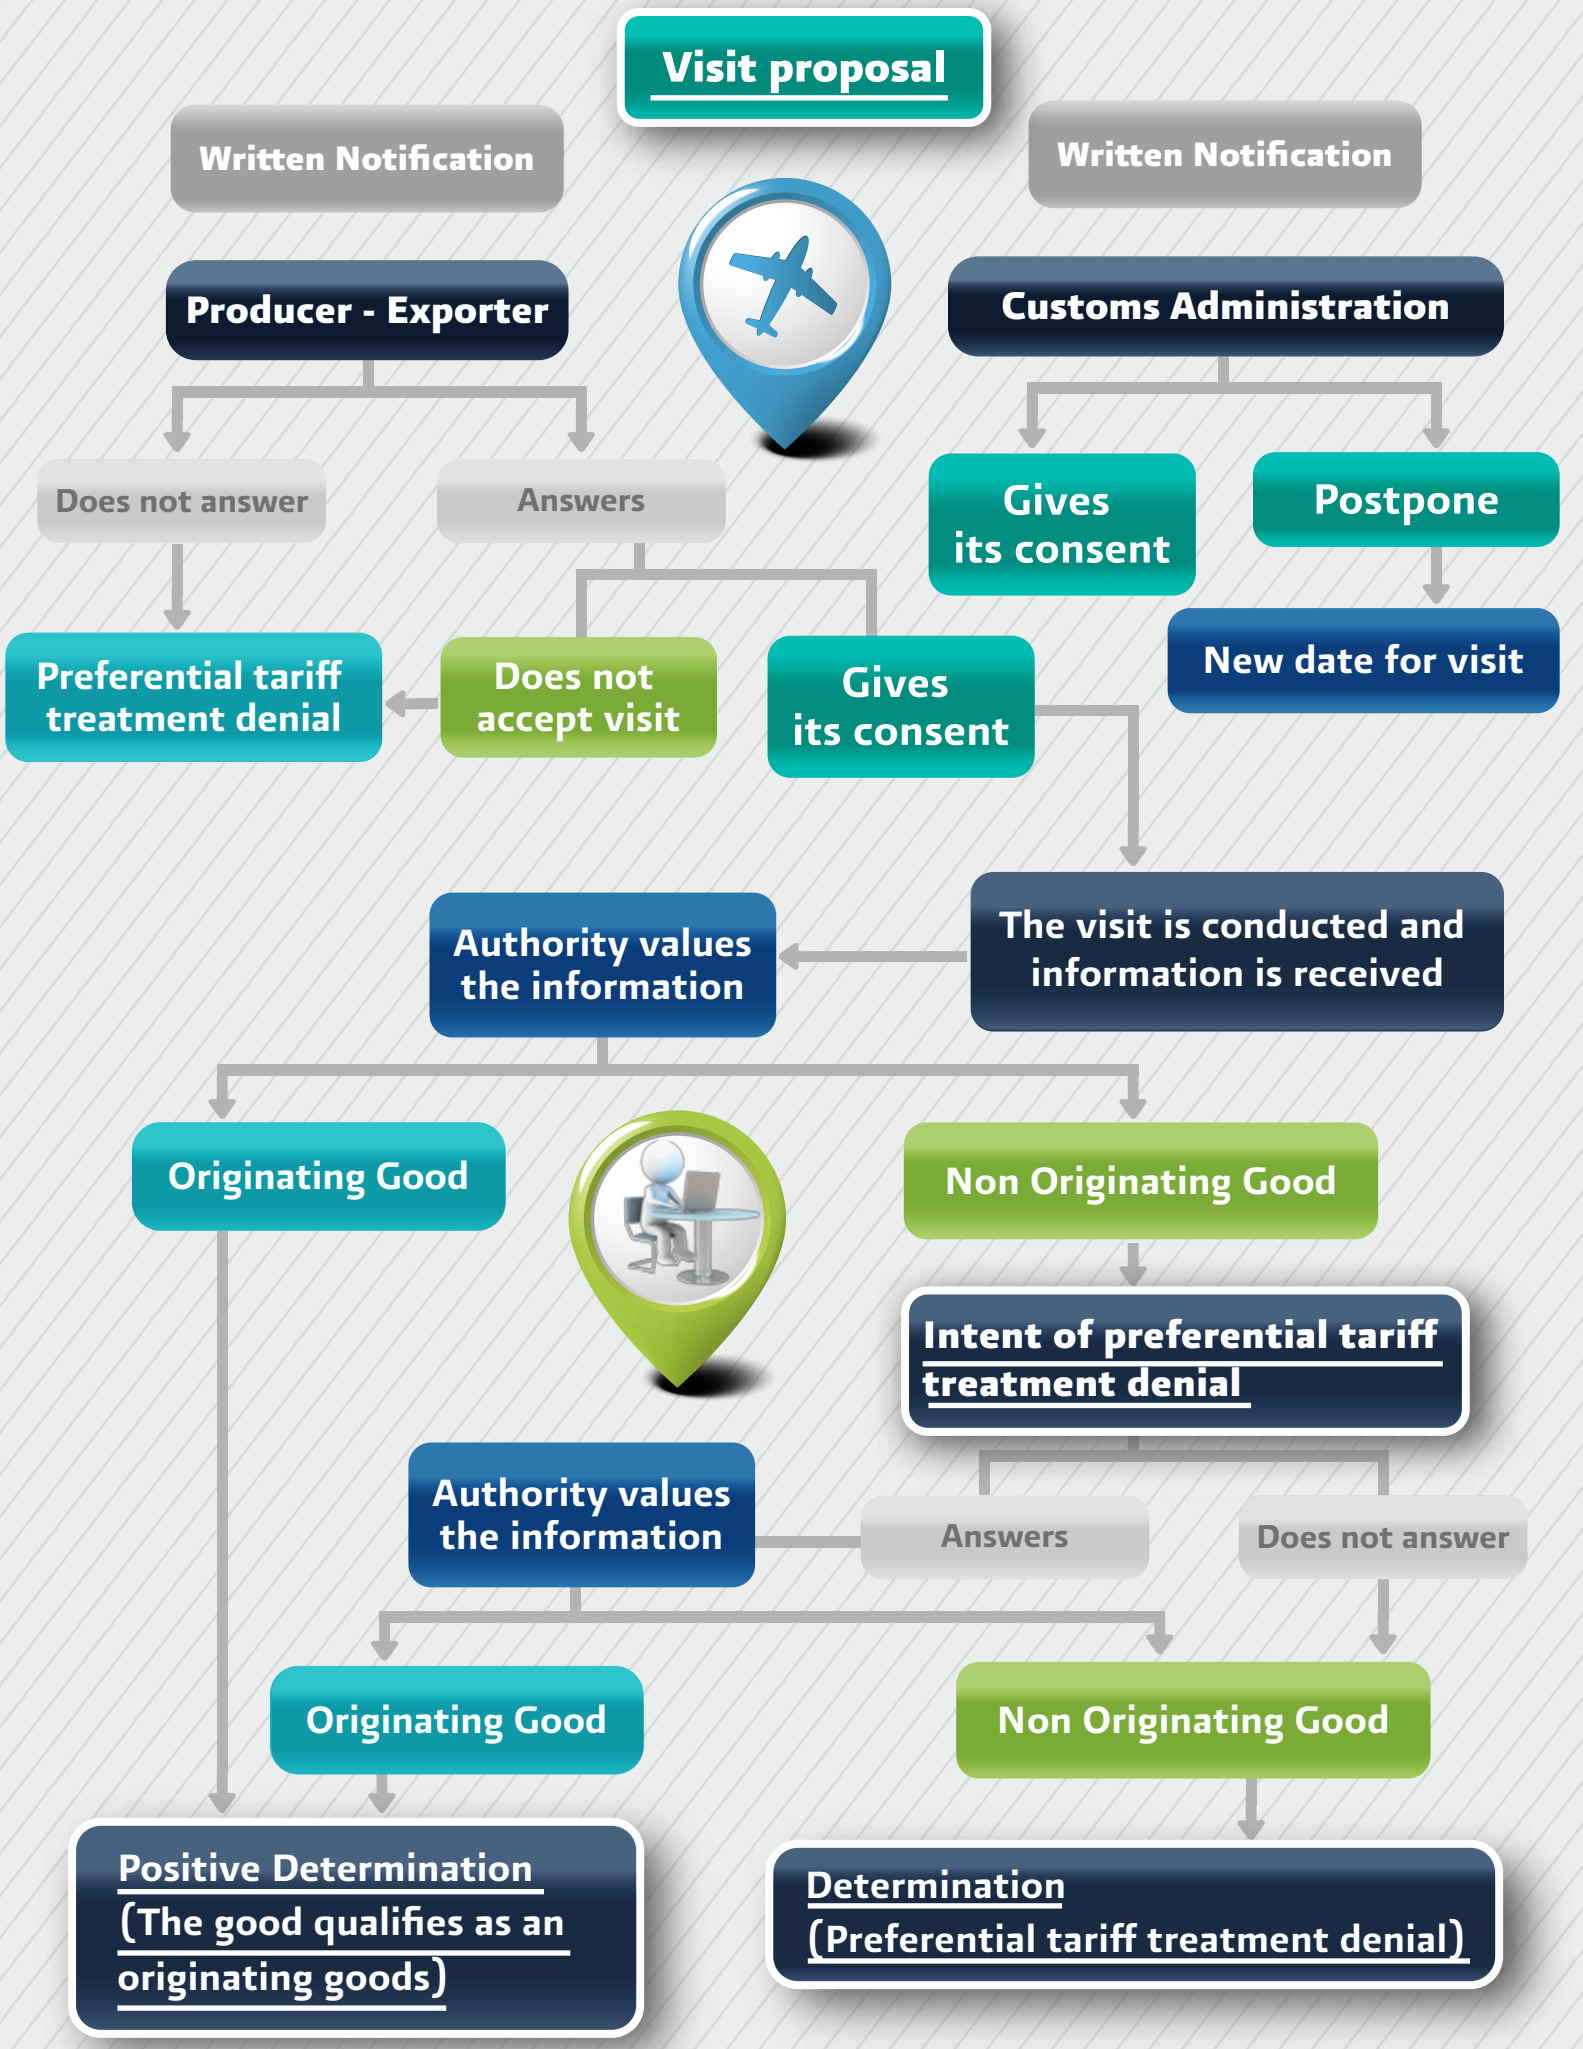 Visit proposal
Written Notification
Written Notification
Producer - Exporter
Customs Administration
Does not answer
Answers
Gives
its consent
Postpone
New date for visit
Preferential tariff
treatment denial
Does not
accept visit
Gives
its consent
Authority values
the information
The visit is conducted and
information is received
Originating Good
Non Originating Good
Intent of preferential tariff
treatment denial
Authority values
the information
Answers
Does not answer
Originating Good
Non Originating Good
Positive Determination
(The good qualifies as an
originating goods)
Determination
(Preferential tariff treatment denial)